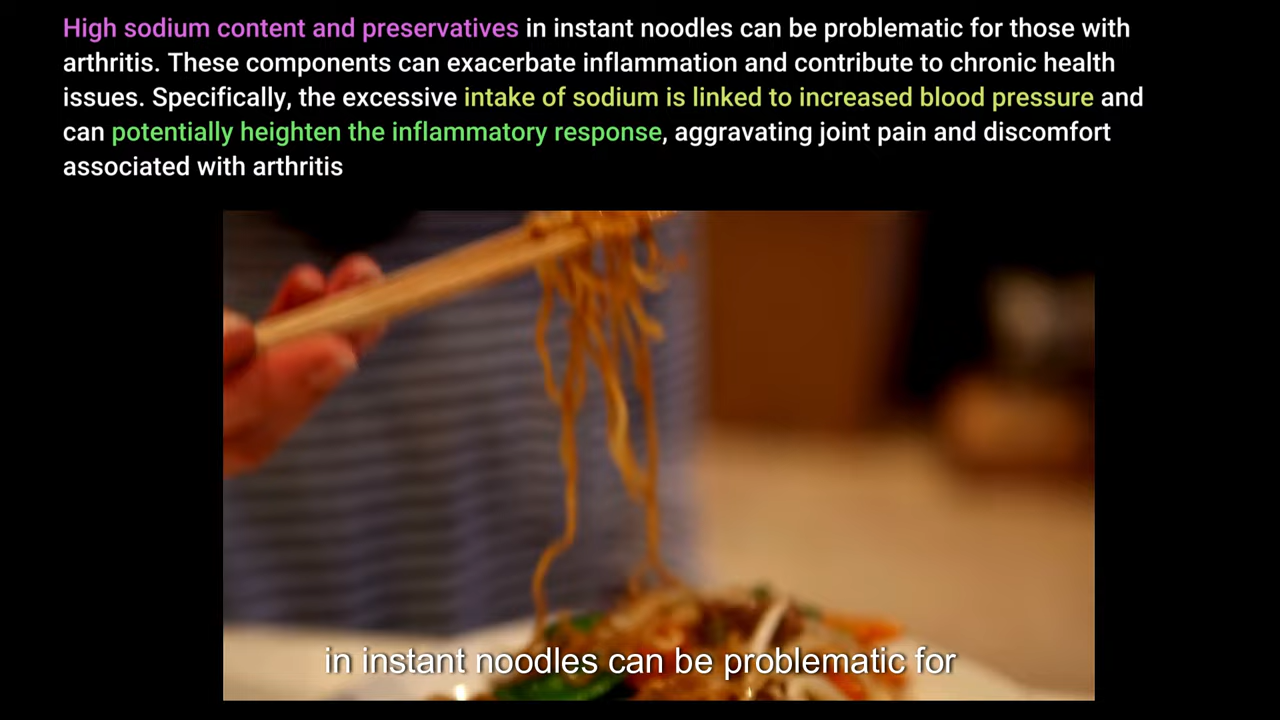 High sodium content and preservatives in instant noodles can be problematic for those with
arthritis. These components can exacerbate inflammation and contribute to chronic health
issues. Specifically, the excessive intake of sodium is linked to increased blood pressure and
can potentially heighten the inflammatory response, aggravating joint pain and discomfort
associated with arthritis
in instant noodles can be problematic for